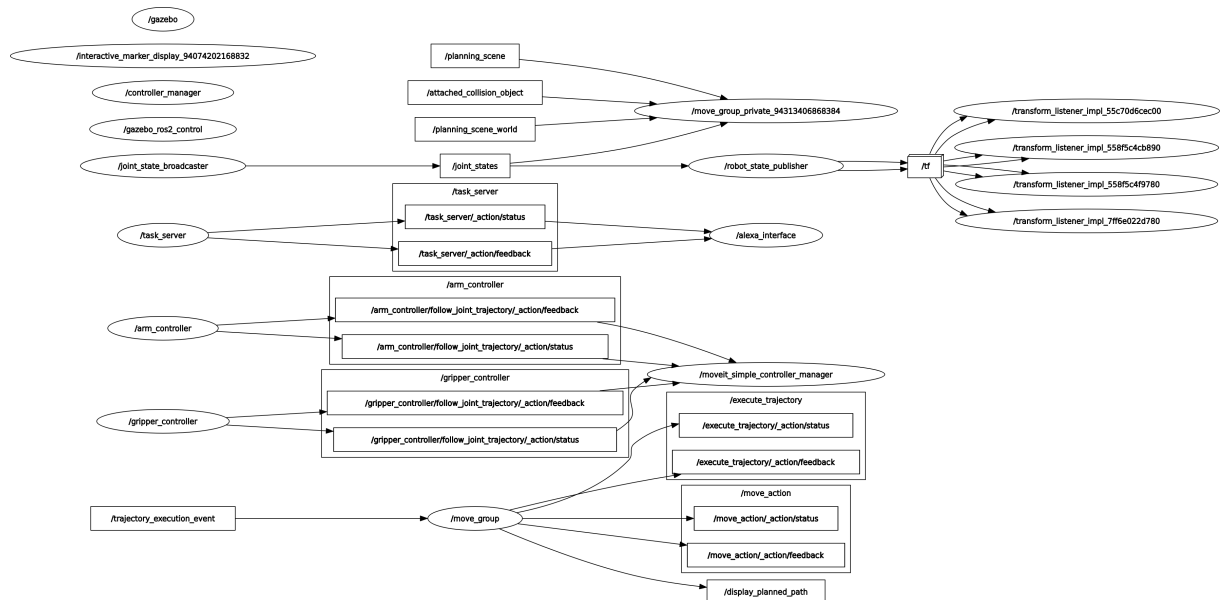 /gazebo
/interactive_marker_display_94074202168832
/planning_scene
/controller_manager
/attached_collision_object
/move_group_private_94313406868384
/transform_listener_impl_55c70d6cec00
/gazebo_ros2_control
/planning_scene_world
/transform_listener_impl_558f5c4cb890
/joint_state_broadcaster
/joint_states
/robot_state_publisher
/tf
/transform_listener_impl_558f5c4f9780
/task_server
/task_server/_action/status
/transform_listener_impl_7ff6e022d780
/task_server
/alexa_interface
/task_server/_action/feedback
/arm_controller
/arm_controller/follow_joint_trajectory/_action/feedback
/arm_controller
/arm_controller/follow_joint_trajectory/_action/status
/moveit_simple_controller_manager
/gripper_controller
/gripper_controller/follow_joint_trajectory/_action/feedback
/execute_trajectory
/gripper_controller
/execute_trajectory/_action/status
/gripper_controller/follow_joint_trajectory/_action/status
/execute_trajectory/_action/feedback
/move_action
/trajectory_execution_event
/move_group
/move_action/_action/status
/move_action/_action/feedback
/display_planned_path